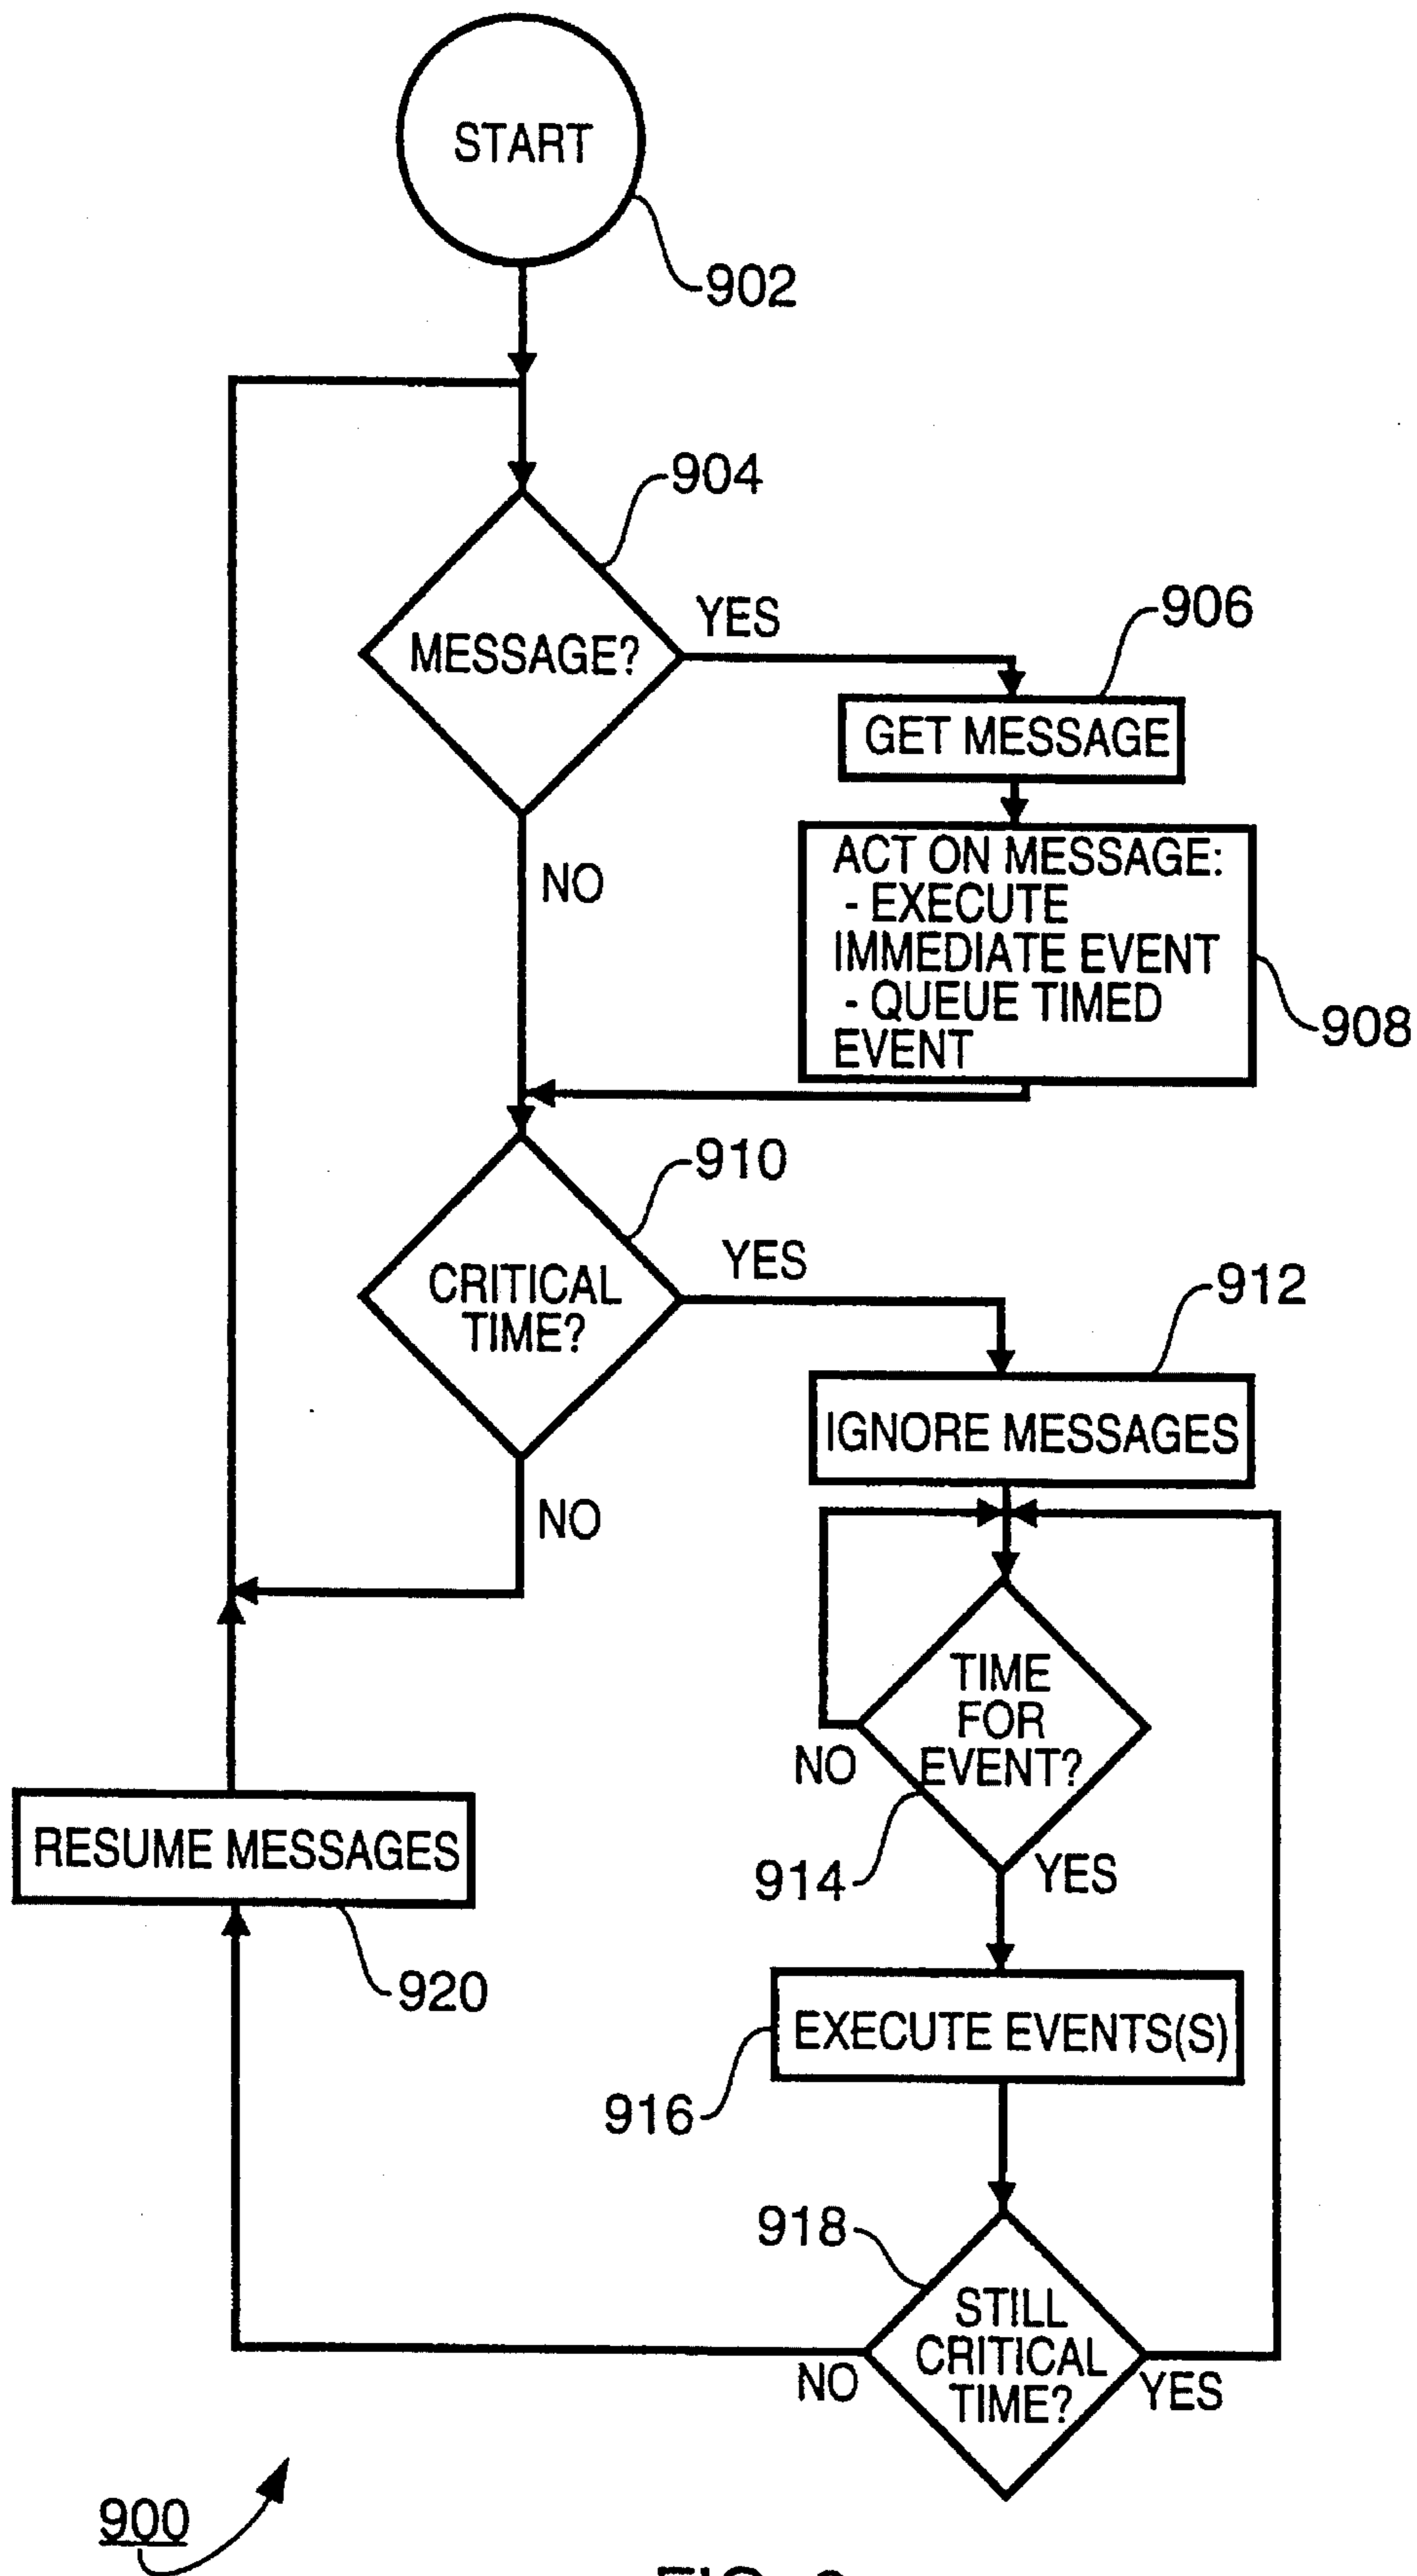 START
902
904
MESSAGE?
YES
906
GET MESSAGE
NO
ACT ON MESSAGE:
- EXECUTE
IMMEDIATE EVENT
- QUEUE TIMED
EVENT
908
910
CRITICAL
TIME?
YES
912
IGNORE MESSAGES
NO
TIME
FOR
EVENT?
NO
914
YES
RESUME MESSAGES
920
EXECUTE EVENTS(S)
916
918
STILL
CRITICAL
TIME?
NO
YES
900